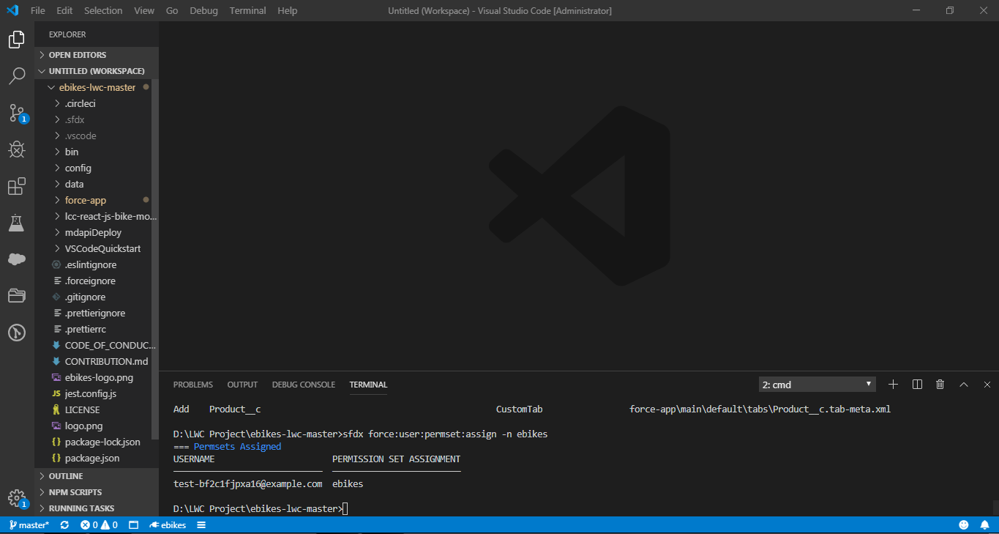 File Edit Selection View Go Debug Terminal Help Untitled (Workspace) - Visual Studio Code [Administrator]
EXPLORER
OPEN EDITORS
UNTITLED (WORKSPACE)
ebikes-lwc-master
.circleci
.sfdx
.vscode
bin
config
data
force-app
lcc-react-js-bike-mo...
mdapiDeploy
VSCodeQuickstart
.eslintignore
.forceignore
.gitignore
.prettierignore
.prettierrc
CODE_OF_CONDUC...
CONTRIBUTION.md
ebikes-logo.png
JS jest.config.js
LICENSE
logo.png
{} package-lock.json
{} package.json
OUTLINE
NPM SCRIPTS
RUNNING TASKS
1
1
PROBLEMS OUTPUT DEBUG CONSOLE TERMINAL 2: cmd
Add Product__c CustomTab force-app\main\default\tabs\Product__c.tab-meta.xml
D:\LWC Project\ebikes-lwc-master>sfdx force:user:permset:assign -n ebikes
=== Permsets Assigned
USERNAME PERMISSION SET ASSIGNMENT
test-bf2c1fjpxa16@example.com ebikes
D:\LWC Project\ebikes-lwc-master>
master* 0 0 ebikes